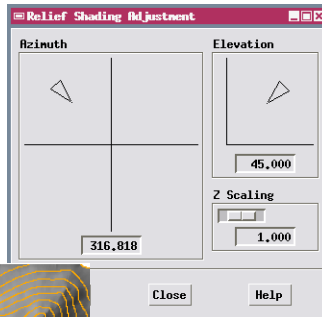 Relief Shading Adjustment
Azimuth
Elevation
45.000
Z Scaling
1.000
316.818
Close
Help